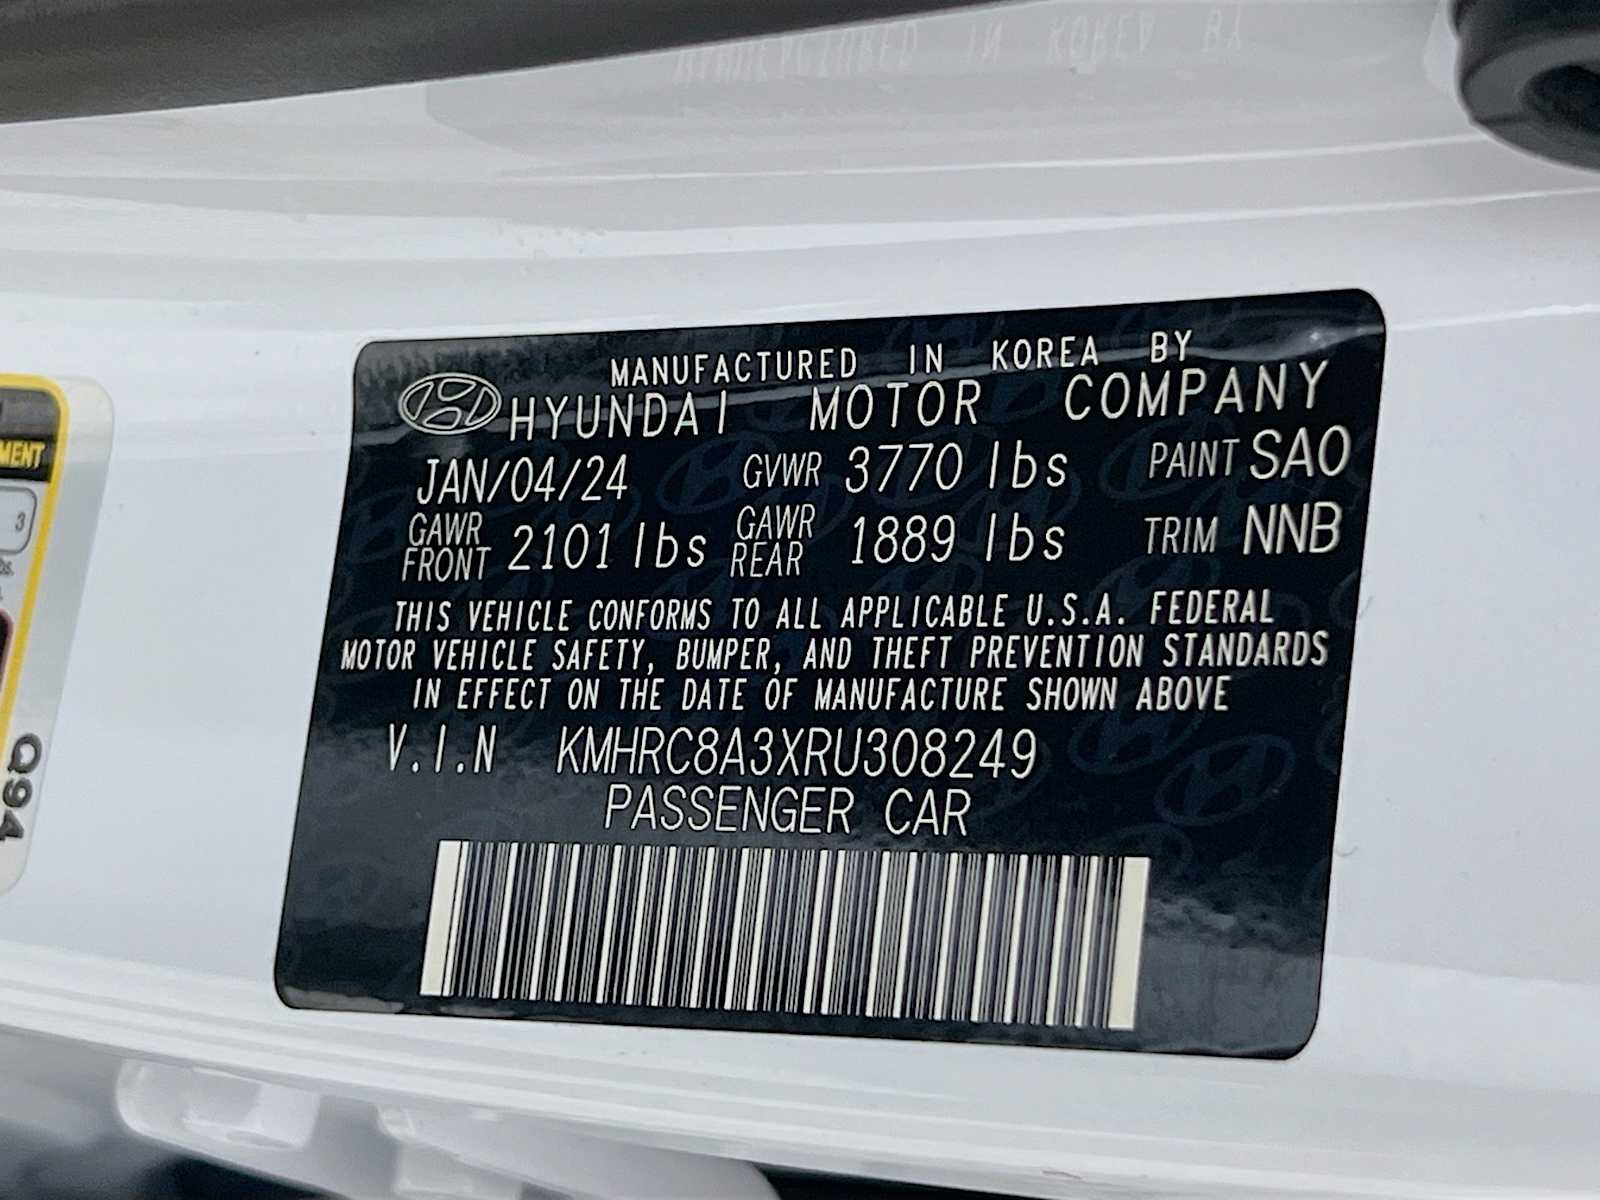 MANUFACTURED IN KOREA BY
HYUNDAI MOTOR COMPANY
JAN/04/24 GVWR 3770 lbs PAINT SAO
GAWR FRONT 2101 lbs GAWR REAR 1889 lbs TRIM NNB
THIS VEHICLE CONFORMS TO ALL APPLICABLE U.S.A. FEDERAL
MOTOR VEHICLE SAFETY, BUMPER, AND THEFT PREVENTION STANDARDS
IN EFFECT ON THE DATE OF MANUFACTURE SHOWN ABOVE
V.I.N KMHRC8A3XRU308249
PASSENGER CAR
3